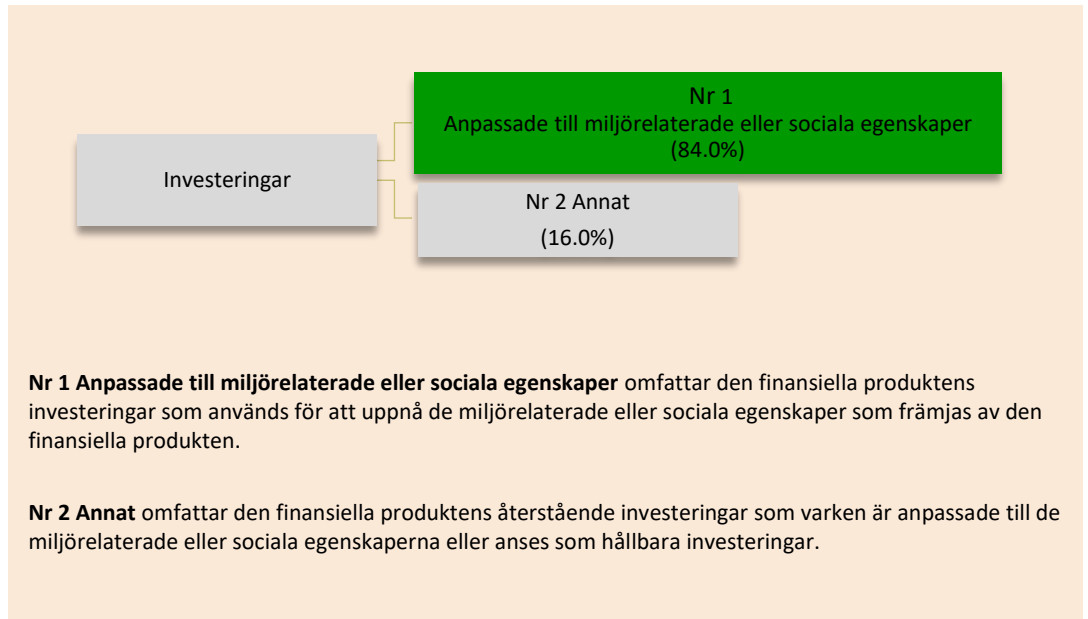 Nr 1
Anpassade till miljörelaterade eller sociala egenskaper
(84.0%)
Investeringar
Nr 2 Annat
(16.0%)
Nr 1 Anpassade till miljörelaterade eller sociala egenskaper omfattar den finansiella produktens
investeringar som används för att uppnå de miljörelaterade eller sociala egenskaper som främjas av den
finansiella produkten.
Nr 2 Annat omfattar den finansiella produktens återstående investeringar som varken är anpassade till de
miljörelaterade eller sociala egenskaperna eller anses som hållbara investeringar.